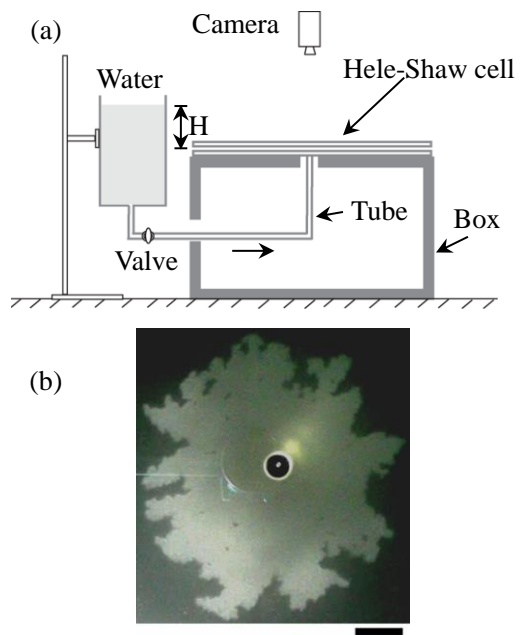 (a)
Camera
Hele-Shaw cell
Water
H
Tube
Box
Valve
(b)